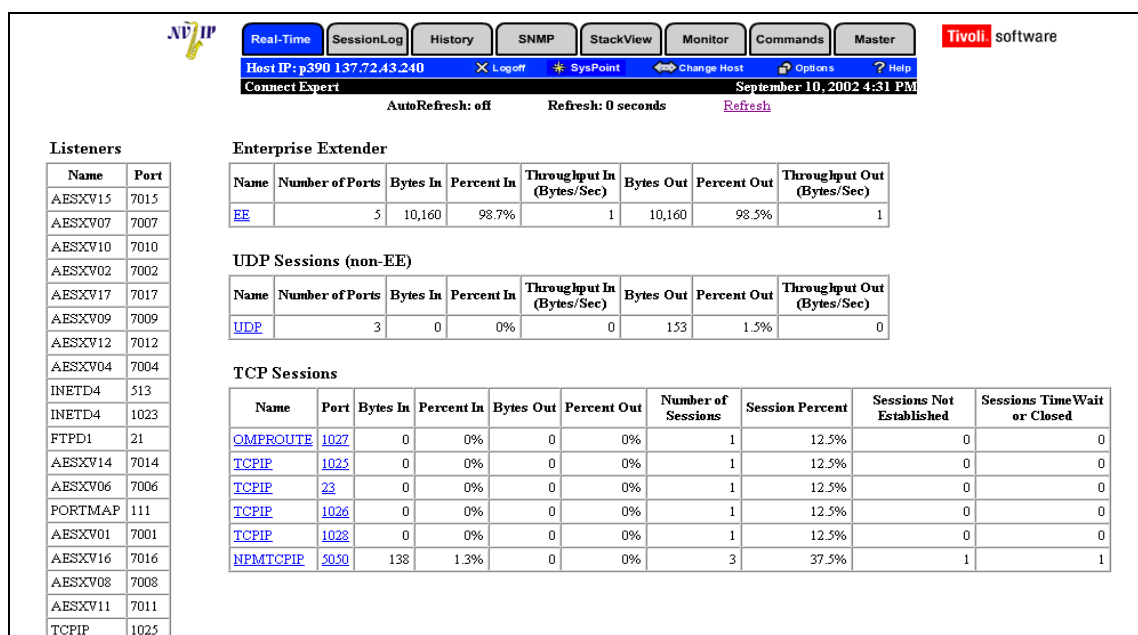 NV IP
Real-Time SessionLog History SNMP StackView Monitor Commands Master
Tivoli. software
Host IP: p390 137.72.43.240 Logoff SysPoint Change Host Options Help
Connect Expert September 10, 2002 4:31 PM
AutoRefresh: off Refresh: 0 seconds Refresh
Listeners
Name Port
AESXV15 7015
AESXV07 7007
AESXV10 7010
AESXV02 7002
AESXV17 7017
AESXV09 7009
AESXV12 7012
AESXV04 7004
INETD4 513
INETD4 1023
FTPD1 21
AESXV14 7014
AESXV06 7006
PORTMAP 111
AESXV01 7001
AESXV16 7016
AESXV08 7008
AESXV11 7011
TCPIP 1025
Enterprise Extender
Name Number of Ports Bytes In Percent In Throughput In (Bytes/Sec) Bytes Out Percent Out Throughput Out (Bytes/Sec)
EE 5 10,160 98.7% 1 10,160 98.5% 1
UDP Sessions (non-EE)
Name Number of Ports Bytes In Percent In Throughput In (Bytes/Sec) Bytes Out Percent Out Throughput Out (Bytes/Sec)
UDP 3 0 0% 0 153 1.5% 0
TCP Sessions
Name Port Bytes In Percent In Bytes Out Percent Out Number of Sessions Session Percent Sessions Not Established Sessions TimeWait or Closed
OMPROUTE 1027 0 0% 0 0% 1 12.5% 0 0
TCPIP 1025 0 0% 0 0% 1 12.5% 0 0
TCPIP 23 0 0% 0 0% 1 12.5% 0 0
TCPIP 1026 0 0% 0 0% 1 12.5% 0 0
TCPIP 1028 0 0% 0 0% 1 12.5% 0 0
NPMTCPIP 5050 138 1.3% 0 0% 3 37.5% 1 1